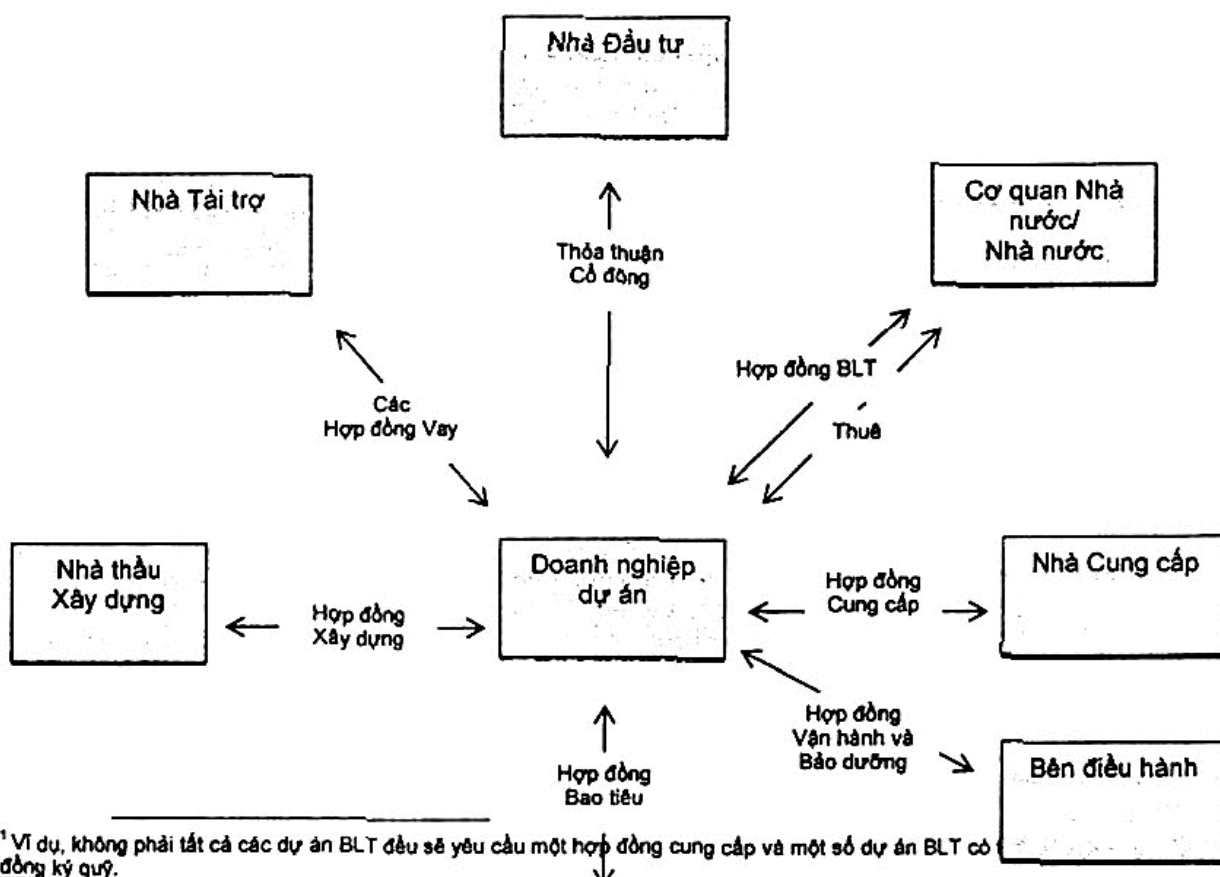 Nhà Đầu tư
Nhà Tài trợ
Cơ quan Nhà
nước/
Nhà nước
Thỏa thuận
Cổ đông
Hợp đồng BLT
Thuê
Các
Hợp đồng Vay
Nhà thầu
Xây dựng
Hợp đồng
Xây dựng
Doanh nghiệp
dự án
Hợp đồng
Cung cấp
Nhà Cung cấp
Hợp đồng
Vận hành và
Bảo dưỡng
Bên điều hành
Hợp đồng
Bao tiêu
¹ Ví dụ, không phải tất cả các dự án BLT đều sẽ yêu cầu một hợp đồng cung cấp và một số dự án BLT có
đồng ký quỹ.